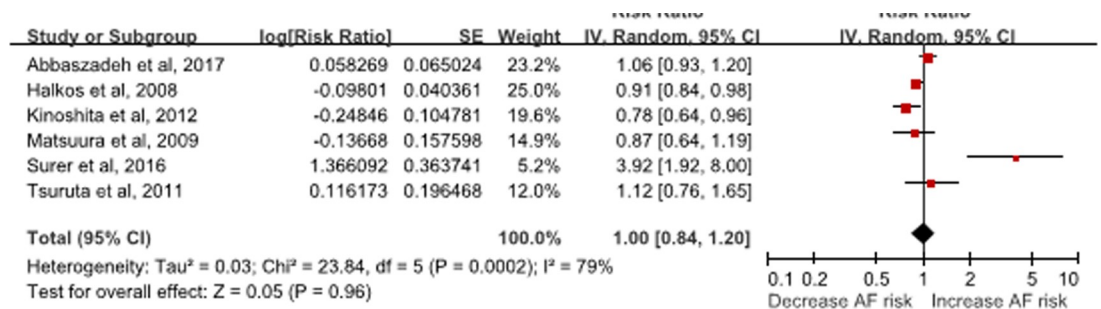 Risk Ratio Risk Ratio
Study or Subgroup log[Risk Ratio] SE Weight IV, Random, 95% CI IV, Random, 95% CI
Abbaszadeh et al, 2017 0.058269 0.065024 23.2% 1.06 [0.93, 1.20]
Halkos et al, 2008 -0.09801 0.040361 25.0% 0.91 [0.84, 0.98]
Kinoshita et al, 2012 -0.24846 0.104781 19.6% 0.78 [0.64, 0.96]
Matsuura et al, 2009 -0.13668 0.157598 14.9% 0.87 [0.64, 1.19]
Surer et al, 2016 1.366092 0.363741 5.2% 3.92 [1.92, 8.00]
Tsuruta et al, 2011 0.116173 0.196468 12.0% 1.12 [0.76, 1.65]
Total (95% CI) 100.0% 1.00 [0.84, 1.20]
Heterogeneity: Tau² = 0.03; Chi² = 23.84, df = 5 (P = 0.0002); I² = 79%
Test for overall effect: Z = 0.05 (P = 0.96)
0.1 0.2 0.5 1 2 5 10
Decrease AF risk Increase AF risk